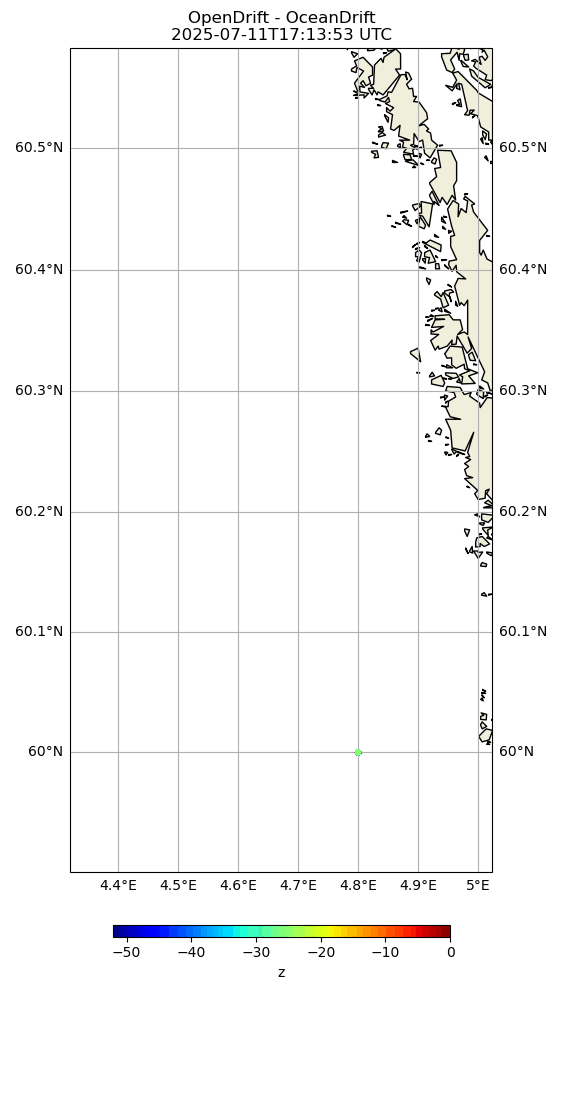 OpenDrift - OceanDrift
2025-07-11T17:13:53 UTC
60.5°N 60.5°N
60.4°N 60.4°N
60.3°N 60.3°N
60.2°N 60.2°N
60.1°N 60.1°N
60°N 60°N
4.4°E 4.5°E 4.6°E 4.7°E 4.8°E 4.9°E 5°E
−50 −40 −30 −20 −10 0
z